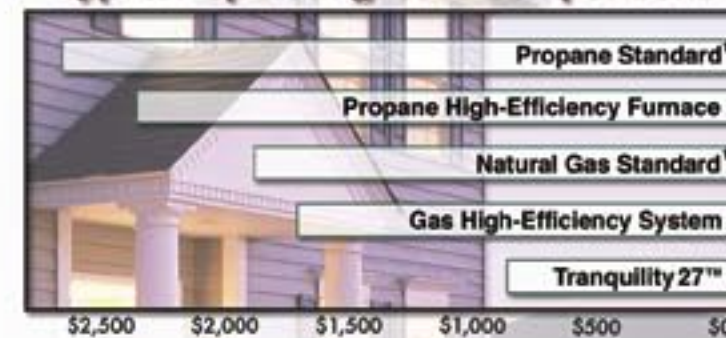 Propane Standard
Propane High-Efficiency Furnace
Natural Gas Standard
Gas High-Efficiency System
Tranquility 27™
$2,500 $2,000 $1,500 $1,000 $500